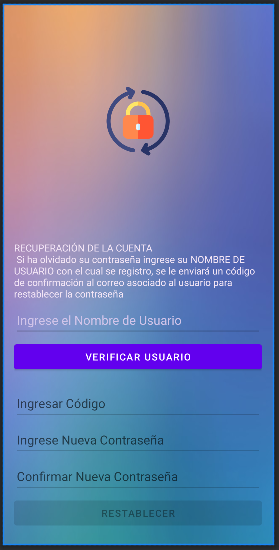 RECUPERACIÓN DE LA CUENTA
Si ha olvidado su contraseña ingrese su NOMBRE DE
USUARIO con el cual se registro, se le enviará un código
de confirmación al correo asociado al usuario para
restablecer la contraseña
Ingrese el Nombre de Usuario
VERIFICAR USUARIO
Ingresar Código
Ingrese Nueva Contraseña
Confirmar Nueva Contraseña
RESTABLECER